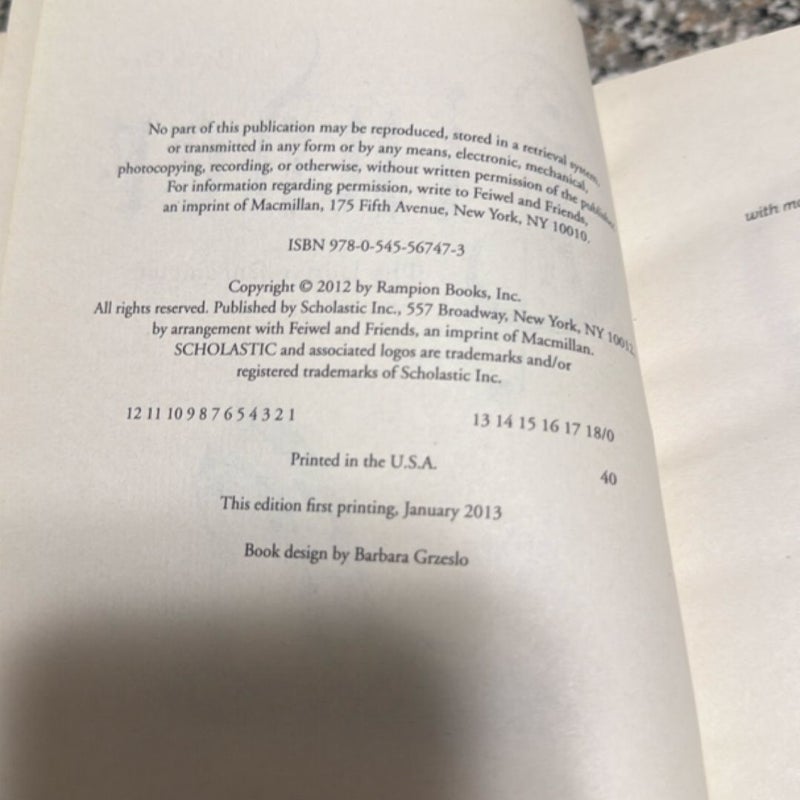 No part of this publication may be reproduced, stored in a retrieval system,
or transmitted in any form or by any means, electronic, mechanical,
photocopying, recording, or otherwise, without written permission of the publisher.
For information regarding permission, write to Feiwel and Friends,
an imprint of Macmillan, 175 Fifth Avenue, New York, NY 10010.
ISBN 978-0-545-56747-3
Copyright © 2012 by Rampion Books, Inc.
All rights reserved. Published by Scholastic Inc., 557 Broadway, New York, NY 10012,
by arrangement with Feiwel and Friends, an imprint of Macmillan.
SCHOLASTIC and associated logos are trademarks and/or
registered trademarks of Scholastic Inc.
12 11 10 9 8 7 6 5 4 3 2 1 13 14 15 16 17 18/0
Printed in the U.S.A. 40
This edition first printing, January 2013
Book design by Barbara Grzeslo
with